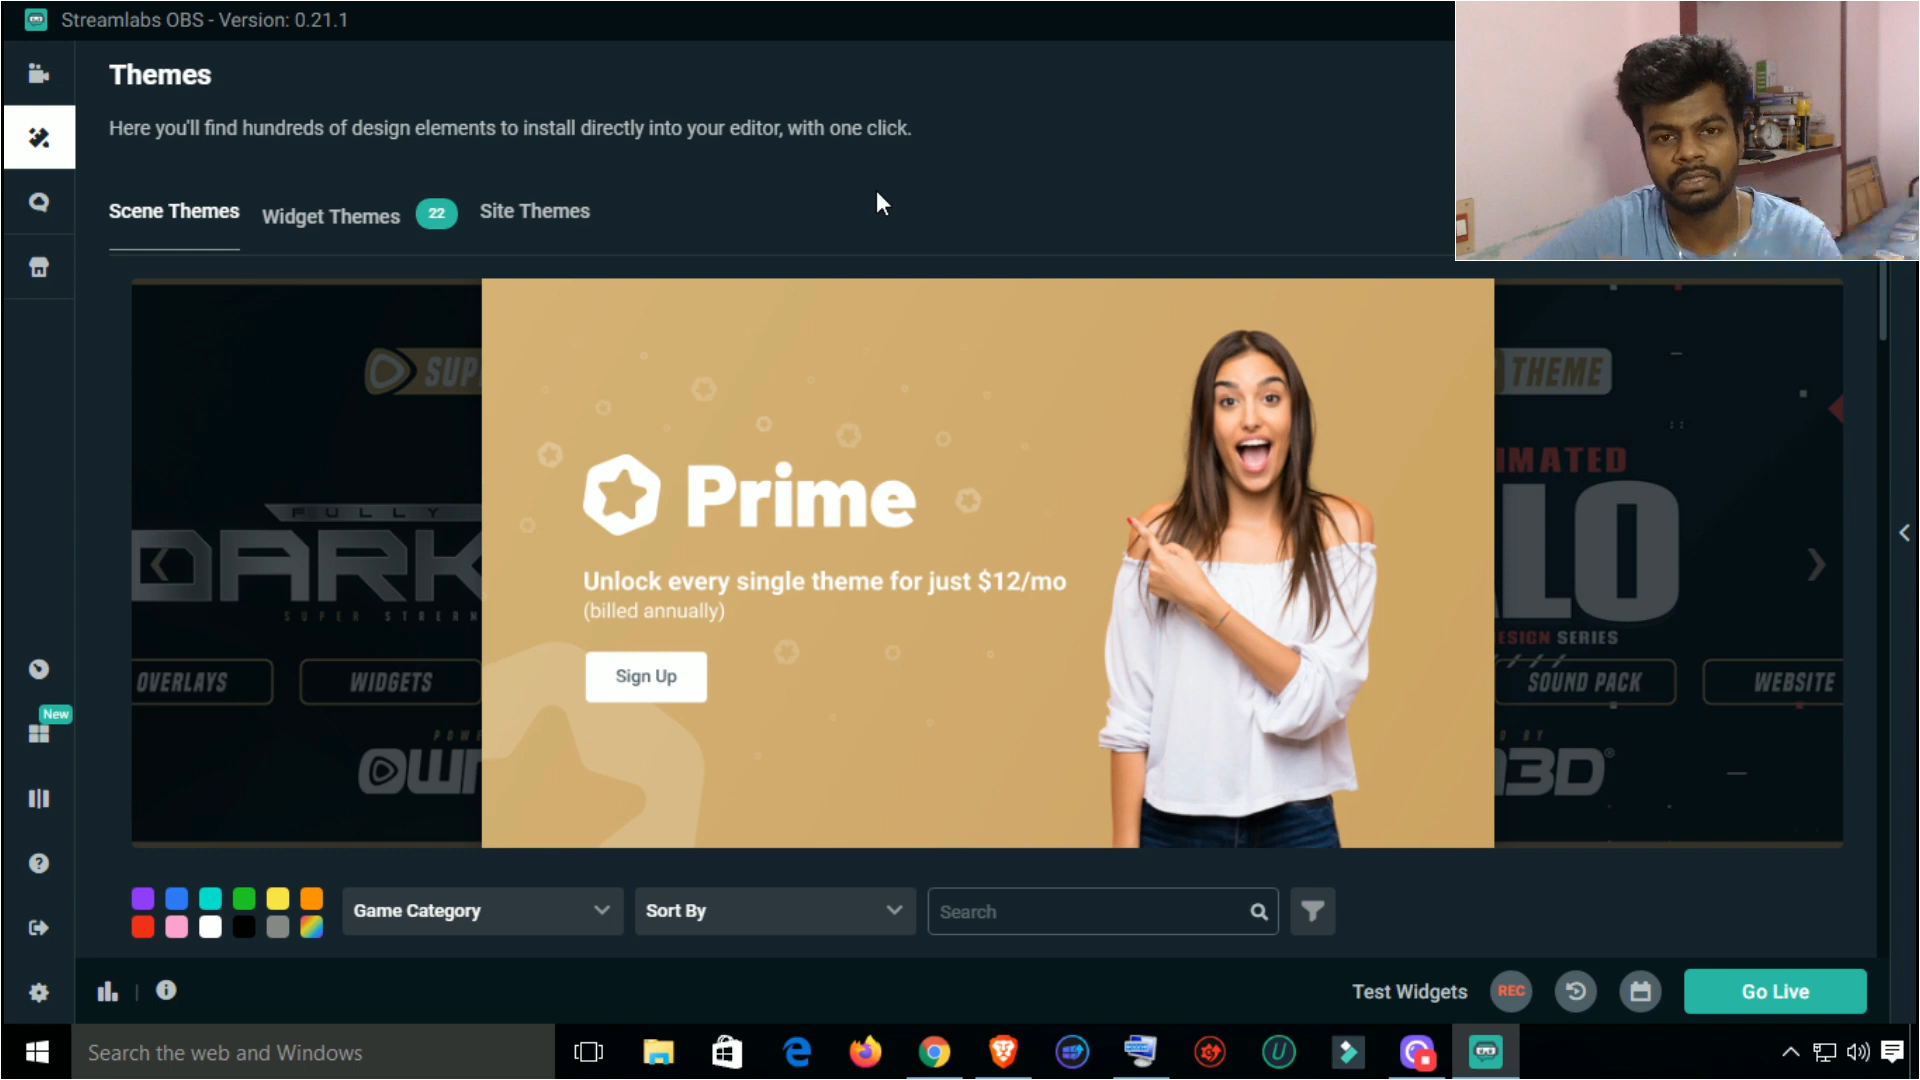 Streamlabs OBS - Version: 0.21.1
Themes
Here you'll find hundreds of design elements to install directly into your editor, with one click.
Scene Themes
Widget Themes
22
Site Themes
THEME
FULLY
DARK
SUPER
OVERLAYS
WIDGETS
Prime
Unlock every single theme for just $12/mo
(billed annually)
Sign Up
DESIGN SERIES
SOUND PACK
WEBSITE
3D®
New
Game Category
Sort By
Search
Test Widgets
REC
Go Live
Search the web and Windows